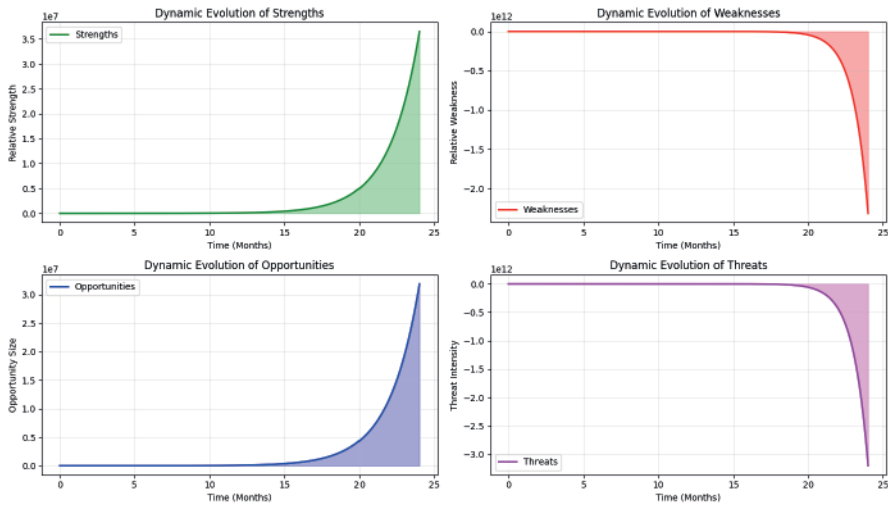 Dynamic Evolution of Strengths
1e7
Strengths
3.5
3.0
2.5
2.0
1.5
1.0
0.5
0.0
Relative Strength
0 5 10 15 20 25
Time (Months)
Dynamic Evolution of Weaknesses
1e12
0.0
−0.5
−1.0
−1.5
−2.0
Relative Weakness
Weaknesses
0 5 10 15 20 25
Time (Months)
Dynamic Evolution of Opportunities
1e7
Opportunities
3.0
2.5
2.0
1.5
1.0
0.5
0.0
Opportunity Size
0 5 10 15 20 25
Time (Months)
Dynamic Evolution of Threats
1e12
0.0
−0.5
−1.0
−1.5
−2.0
−2.5
−3.0
Threat Intensity
Threats
0 5 10 15 20 25
Time (Months)